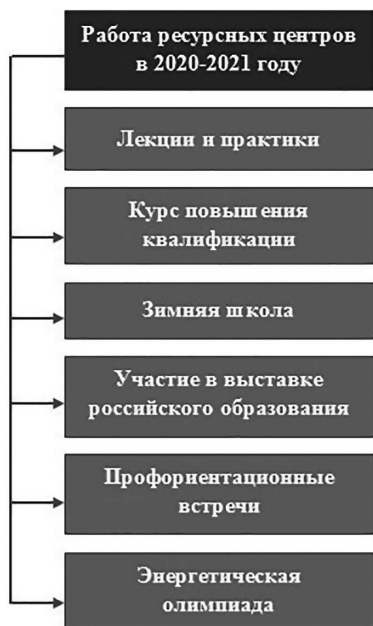 Работа ресурсных центров
в 2020-2021 году
Лекции и практики
Курс повышения
квалификации
Зимняя школа
Участие в выставке
российского образования
Профориентационные
встречи
Энергетическая
олимпиада